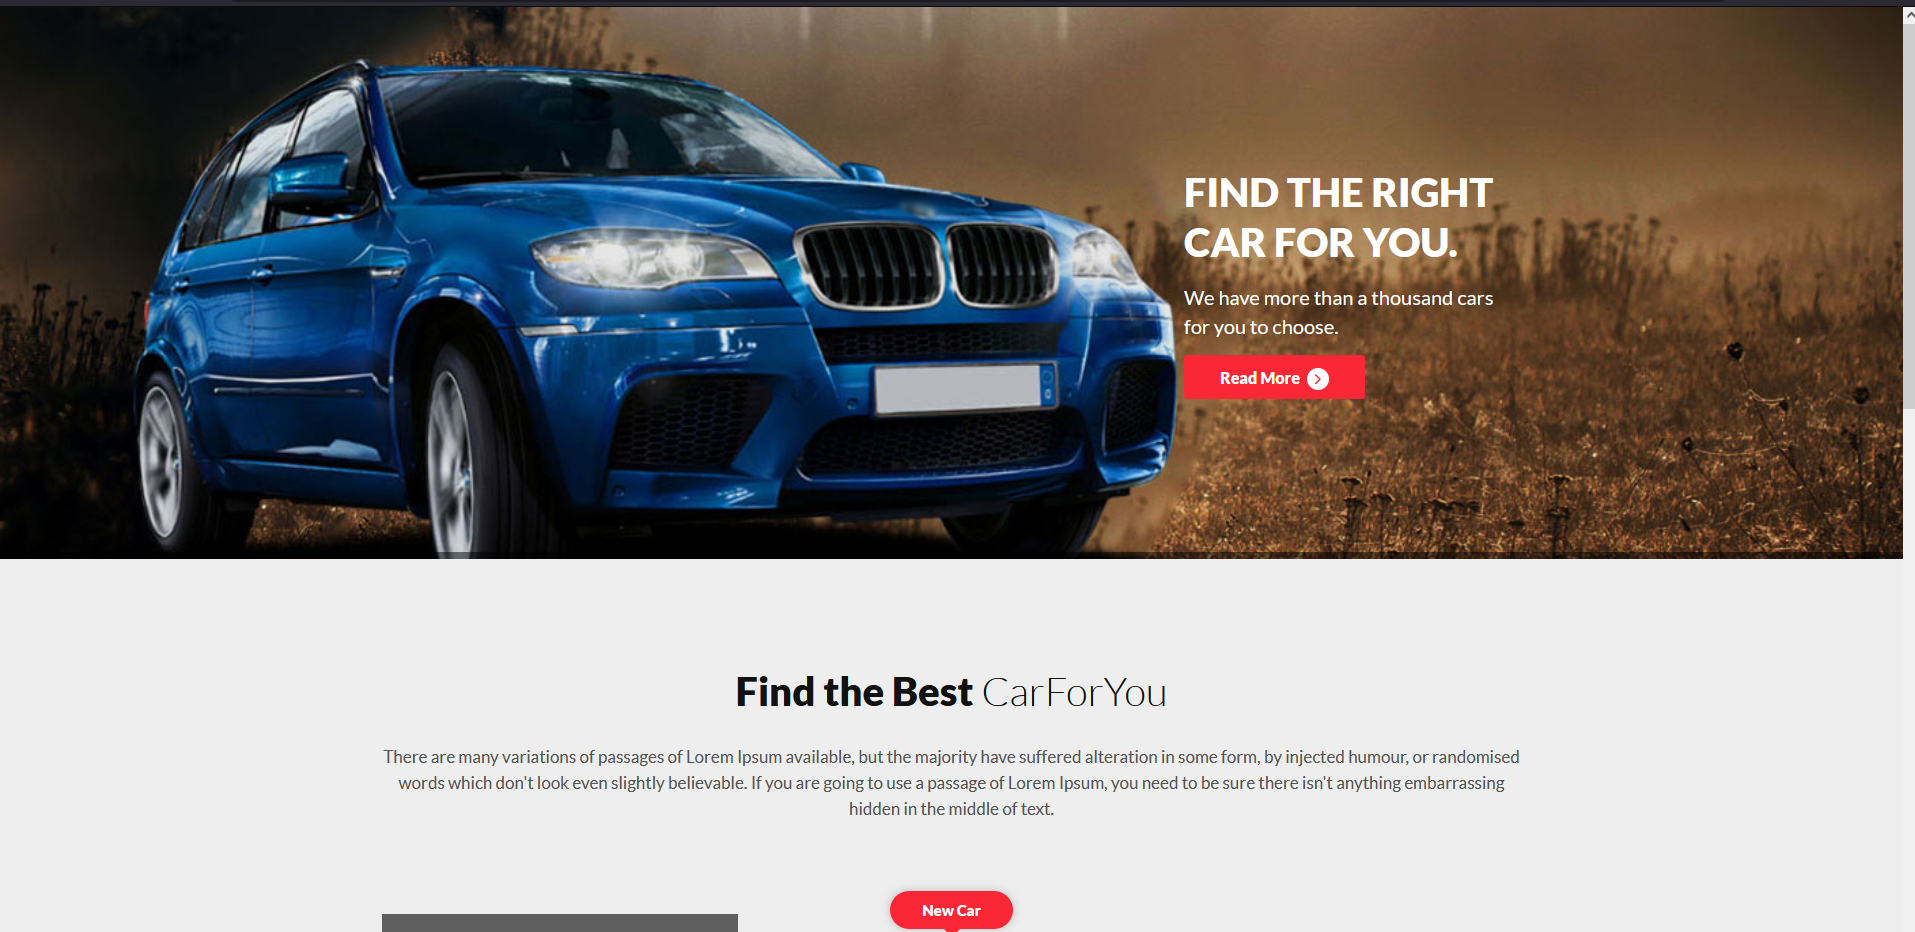 FIND THE RIGHT
CAR FOR YOU.
We have more than a thousand cars
for you to choose.
Read More
Find the Best CarForYou
There are many variations of passages of Lorem Ipsum available, but the majority have suffered alteration in some form, by injected humour, or randomised
words which don't look even slightly believable. If you are going to use a passage of Lorem Ipsum, you need to be sure there isn't anything embarrassing
hidden in the middle of text.
New Car